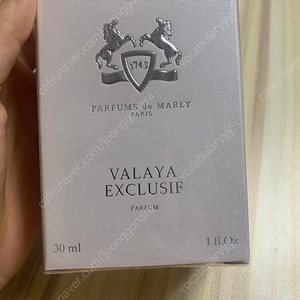 1743
PARFUMS de MARLY
PARIS
VALAYA
EXCLUSIF
PARFUM
30 ml
1 fl.Oz